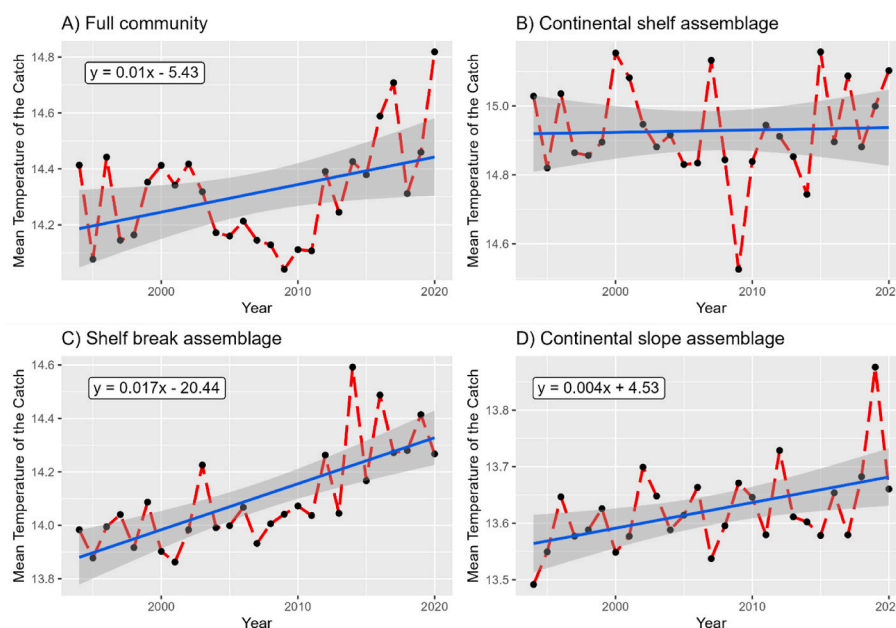 A) Full community
Mean Temperature of the Catch
14.8
14.6
14.4
14.2
y = 0.01x - 5.43
2000
2010
2020
Year
B) Continental shelf assemblage
Mean Temperature of the Catch
15.0
14.8
14.6
2000
2010
202
Year
C) Shelf break assemblage
Mean Temperature of the Catch
14.6
14.4
14.2
14.0
13.8
y = 0.017x - 20.44
2000
2010
2020
Year
D) Continental slope assemblage
Mean Temperature of the Catch
13.8
13.7
13.6
13.5
y = 0.004x + 4.53
2000
2010
202
Year